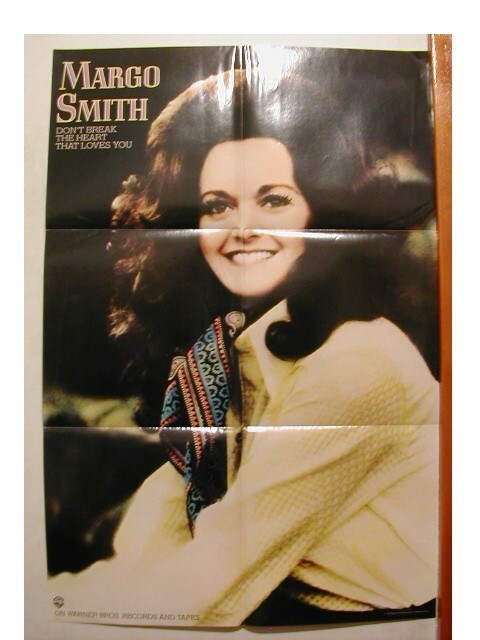 MARGO
SMITH
DON'T BREAK
THE HEART
THAT LOVES YOU
ON WARNER BROS. RECORDS AND TAPES